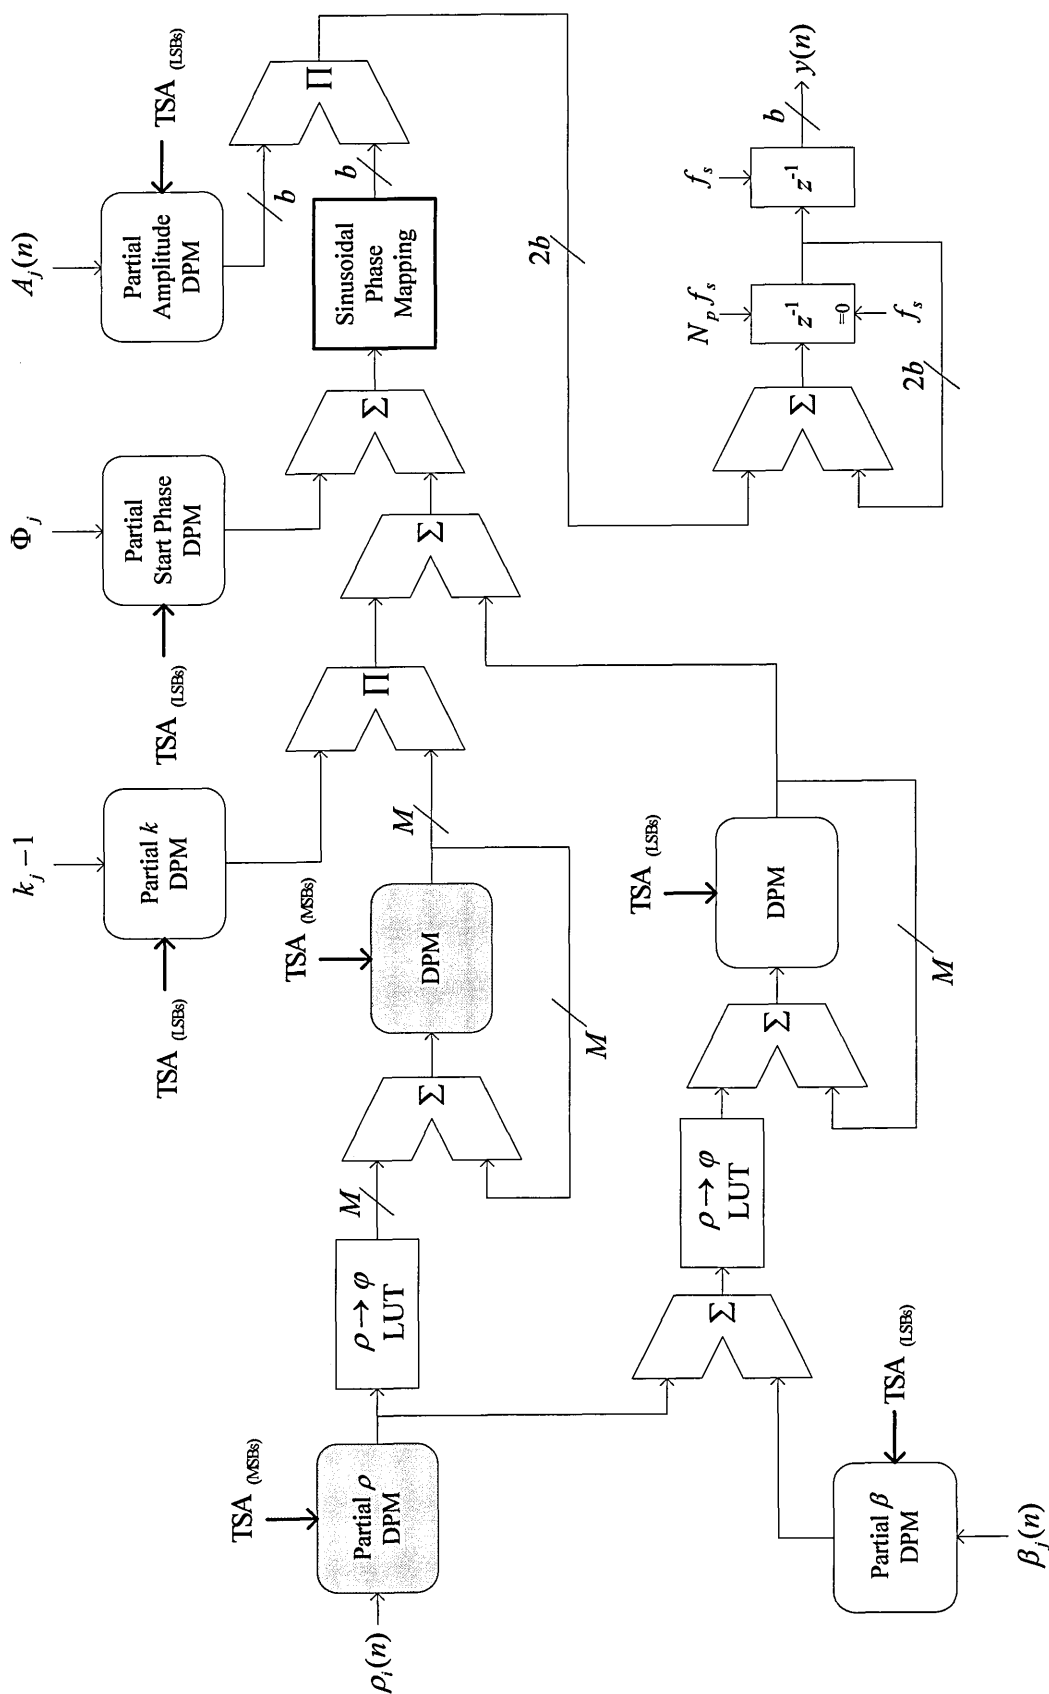 A_j(n)
Partial
Amplitude
DPM
TSA (LSBs)
b
Π
Φ_j
Partial
Start Phase
DPM
TSA (LSBs)
Sinusoidal
Phase
Mapping
b
Σ
k_j−1
Partial k
DPM
TSA (LSBs)
Π
Σ
2b
ρ_i(n)
Partial ρ
DPM
TSA (MSBs)
ρ→φ
LUT
M
Σ
DPM
TSA (MSBs)
M
M
β_j(n)
Partial β
DPM
TSA (LSBs)
Σ
ρ→φ
LUT
Σ
DPM
TSA (LSBs)
M
Σ
N_p f_s
z⁻¹
=0
f_s
2b
f_s
z⁻¹
b
y(n)